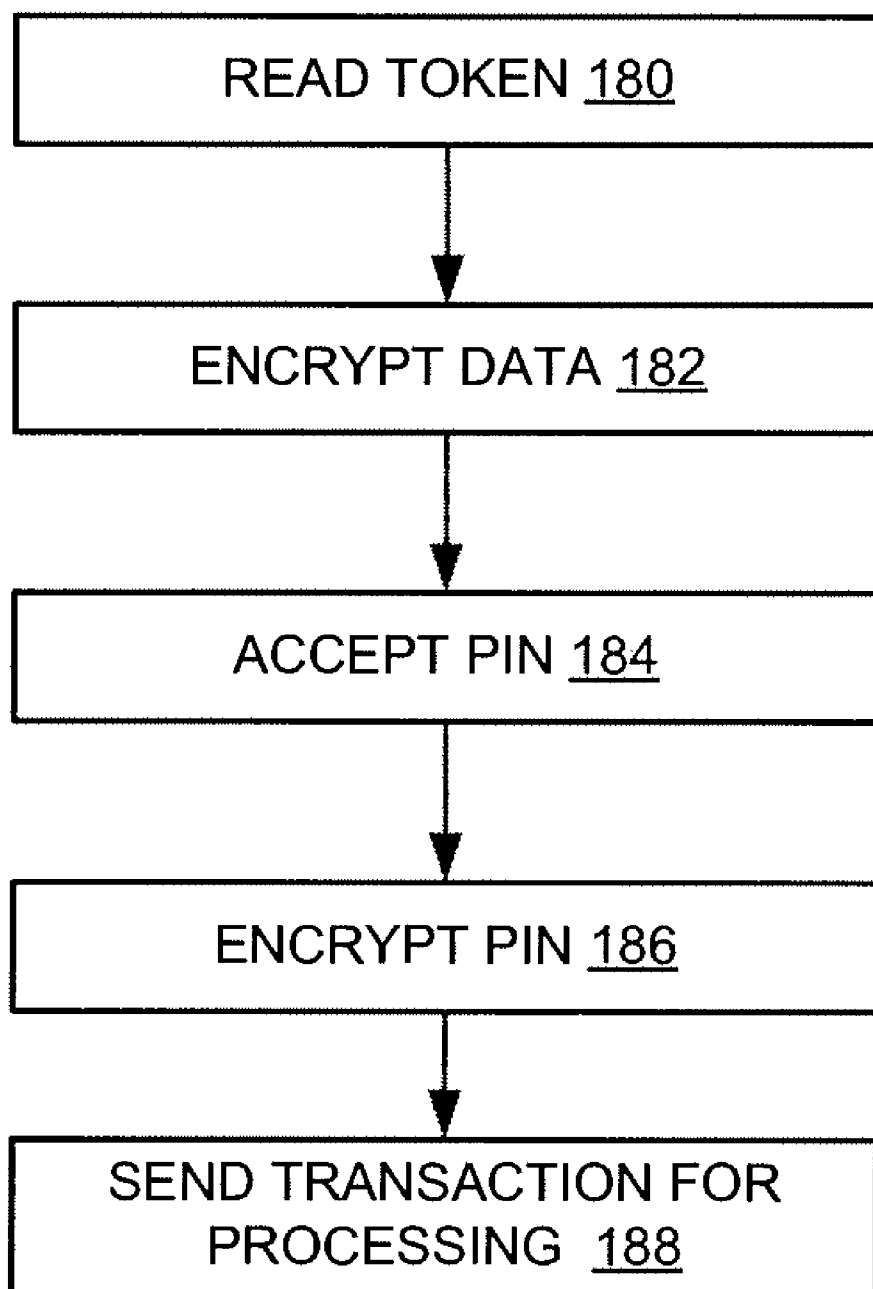 READ TOKEN 180
ENCRYPT DATA 182
ACCEPT PIN 184
ENCRYPT PIN 186
SEND TRANSACTION FOR
PROCESSING 188